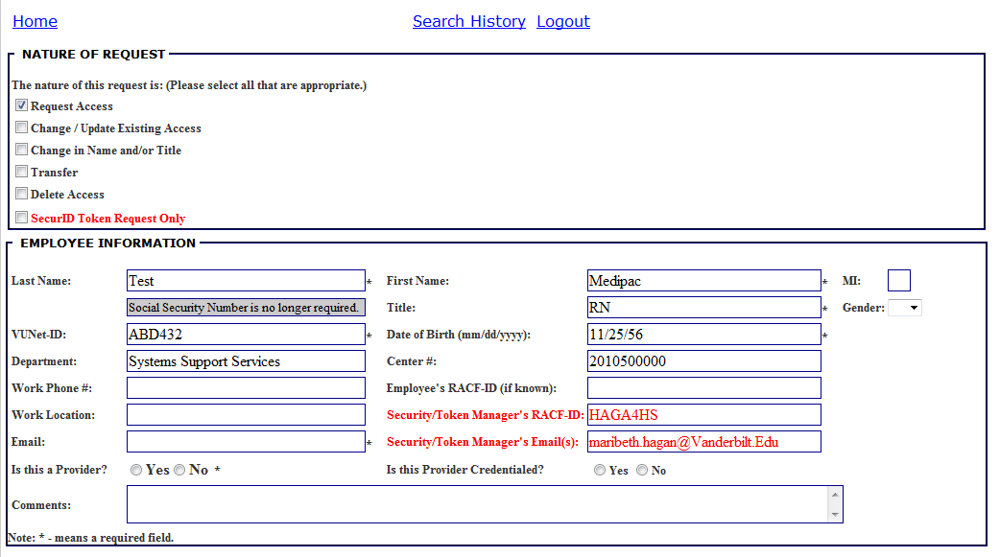 Home Search History Logout
NATURE OF REQUEST
The nature of this request is: (Please select all that are appropriate.)
Request Access
Change / Update Existing Access
Change in Name and/or Title
Transfer
Delete Access
SecurID Token Request Only
EMPLOYEE INFORMATION
Last Name: Test * First Name: Medipac * MI:
Social Security Number is no longer required. Title: RN * Gender:
VUNet-ID: ABD432 * Date of Birth (mm/dd/yyyy): 11/25/56 *
Department: Systems Support Services Center #: 2010500000
Work Phone #: Employee's RACF-ID (if known):
Work Location: Security/Token Manager's RACF-ID: HAGA4HS
Email: * Security/Token Manager's Email(s): maribeth.hagan@Vanderbilt.Edu
Is this a Provider? Yes No * Is this Provider Credentialed? Yes No
Comments:
Note: * - means a required field.